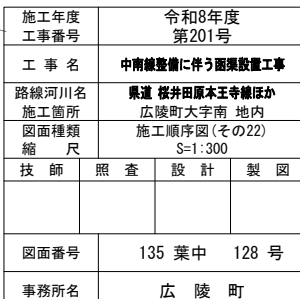 施工年度 令和8年度
工事番号 第201号
工事名 中南線整備に伴う函渠設置工事
路線河川名 県道 桜井田原本王寺線ほか
施工箇所 広陵町大字南 地内
図面種類 施工順序図(その22)
縮尺 S=1:300
技師 照査 設計 製図
図面番号 135 葉中 128 号
事務所名 広陵町